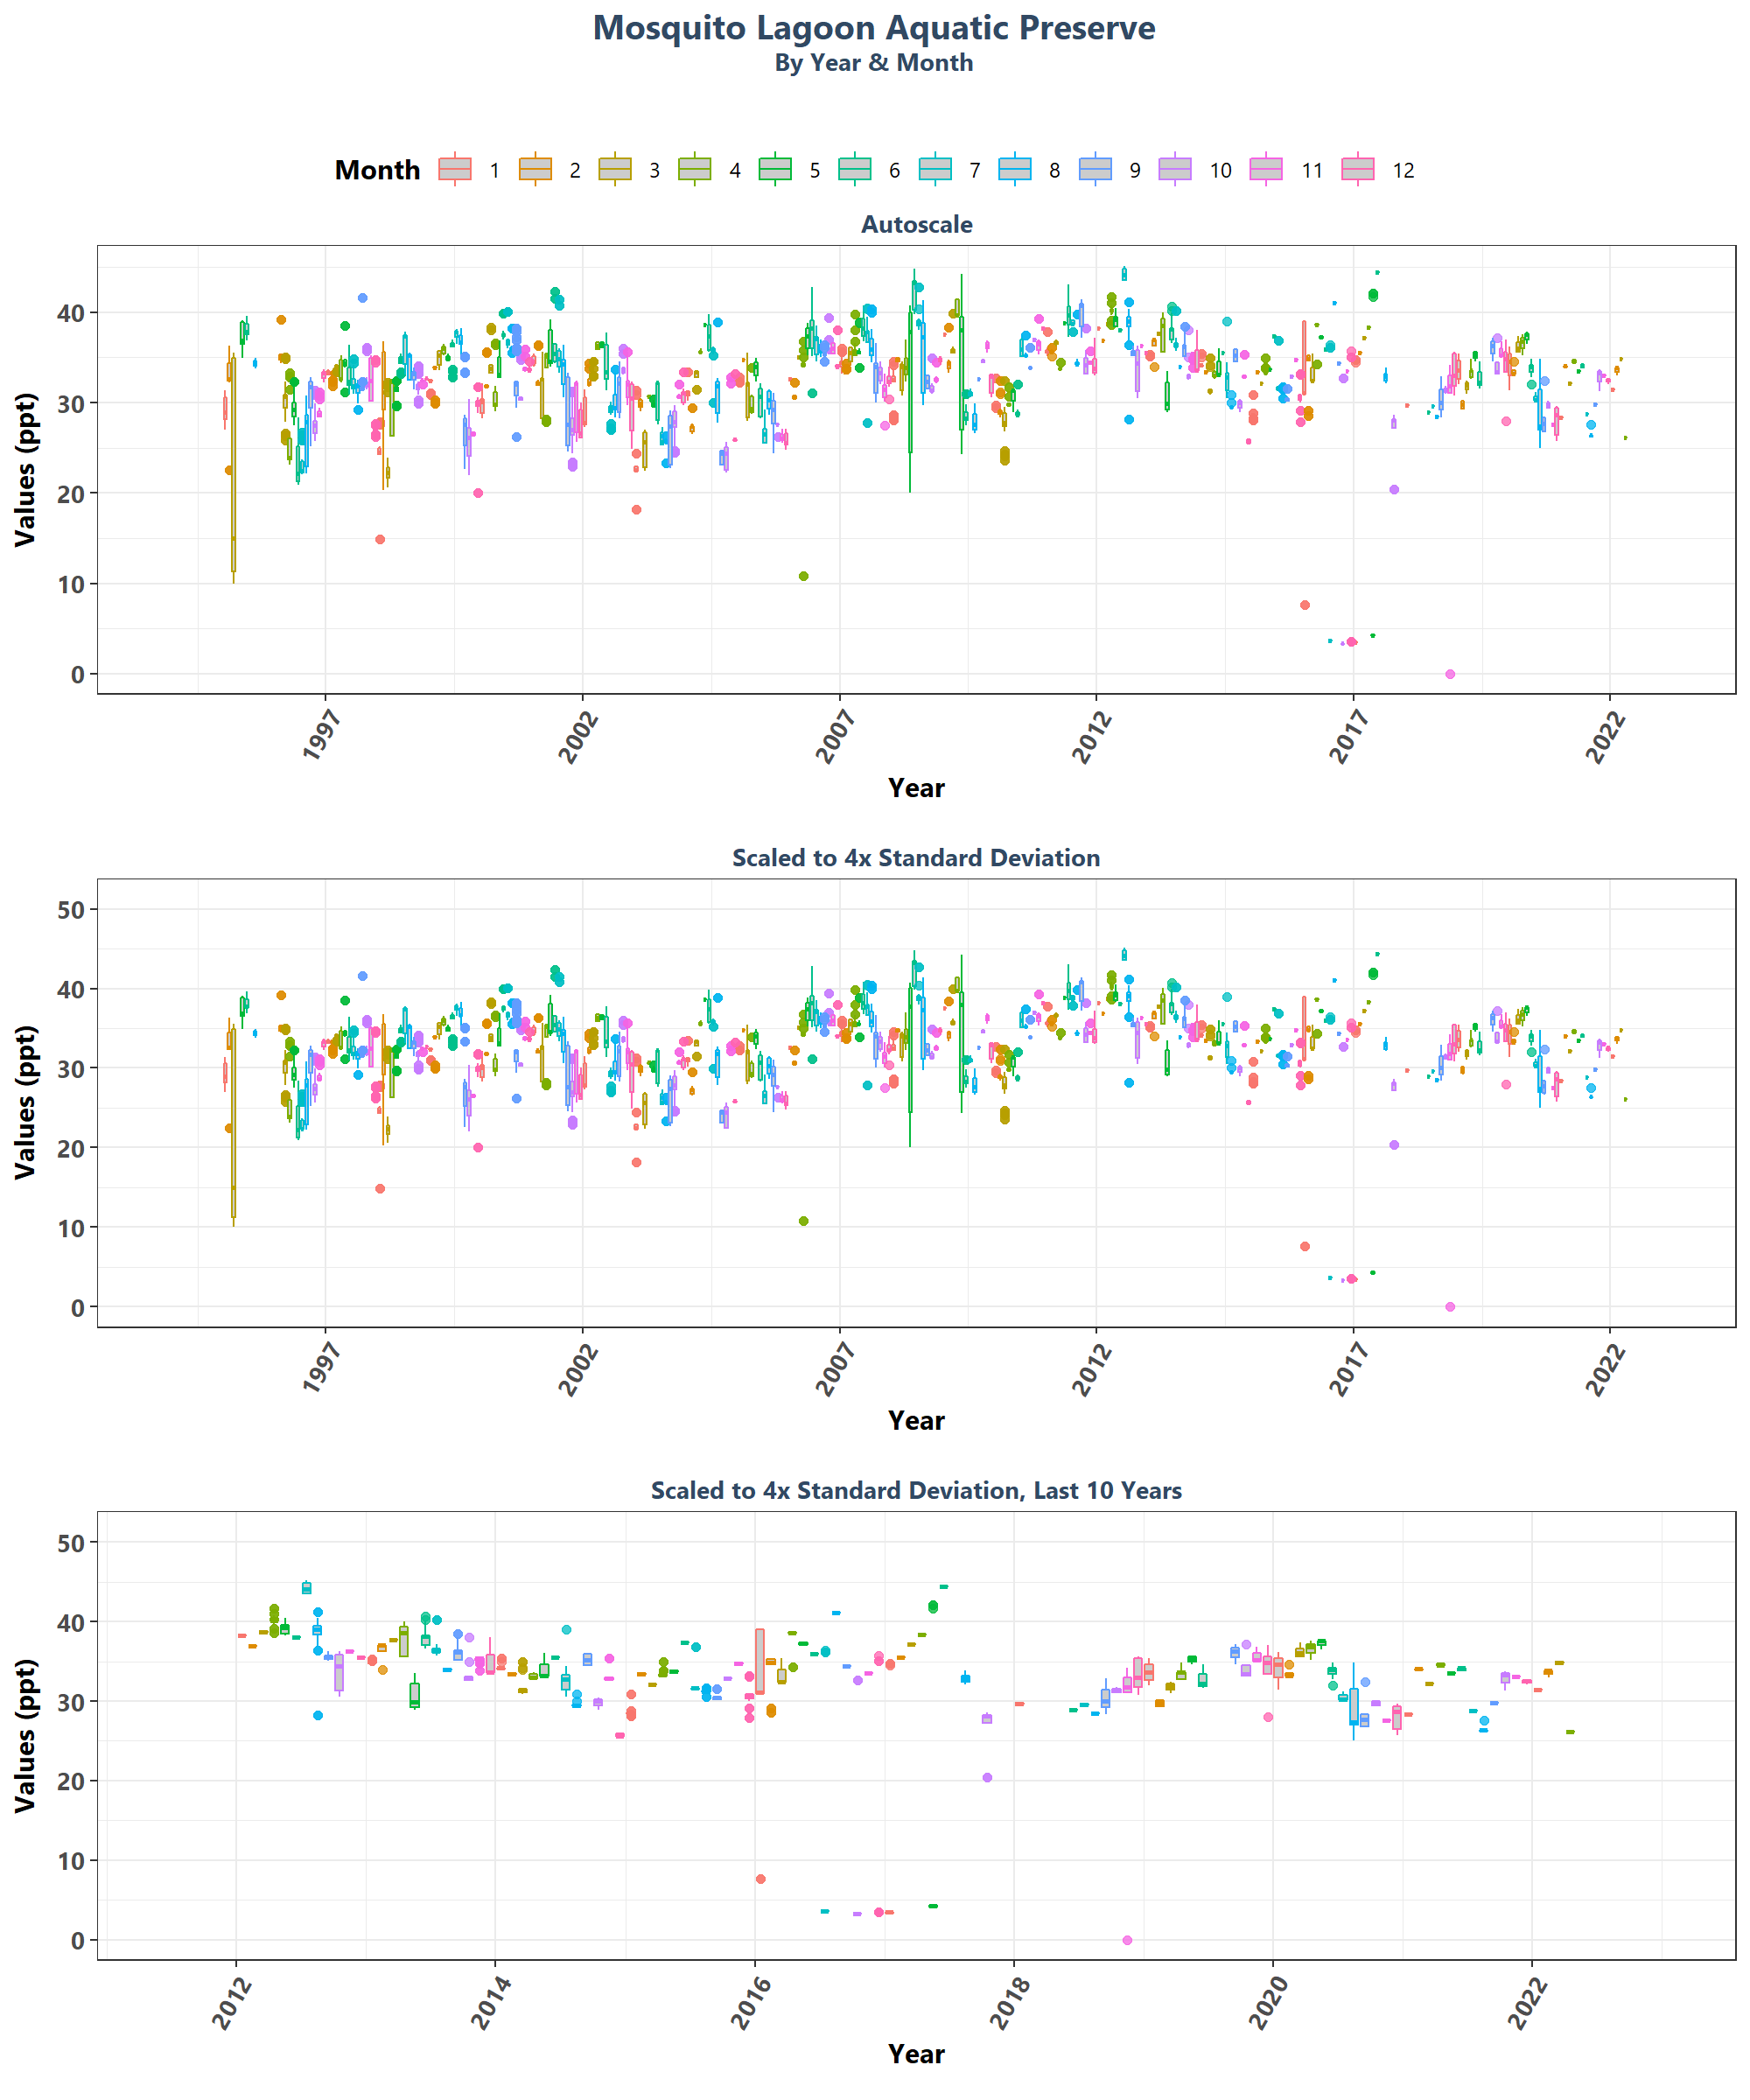 Mosquito Lagoon Aquatic Preserve
By Year & Month
Month 1 2 3 4 5 6 7 8 9 10 11 12
Autoscale
Values (ppt)
40
30
20
10
0
1997 2002 2007 2012 2017 2022
Year
Scaled to 4x Standard Deviation
Values (ppt)
50
40
30
20
10
0
1997 2002 2007 2012 2017 2022
Year
Scaled to 4x Standard Deviation, Last 10 Years
Values (ppt)
50
40
30
20
10
0
2012 2014 2016 2018 2020 2022
Year